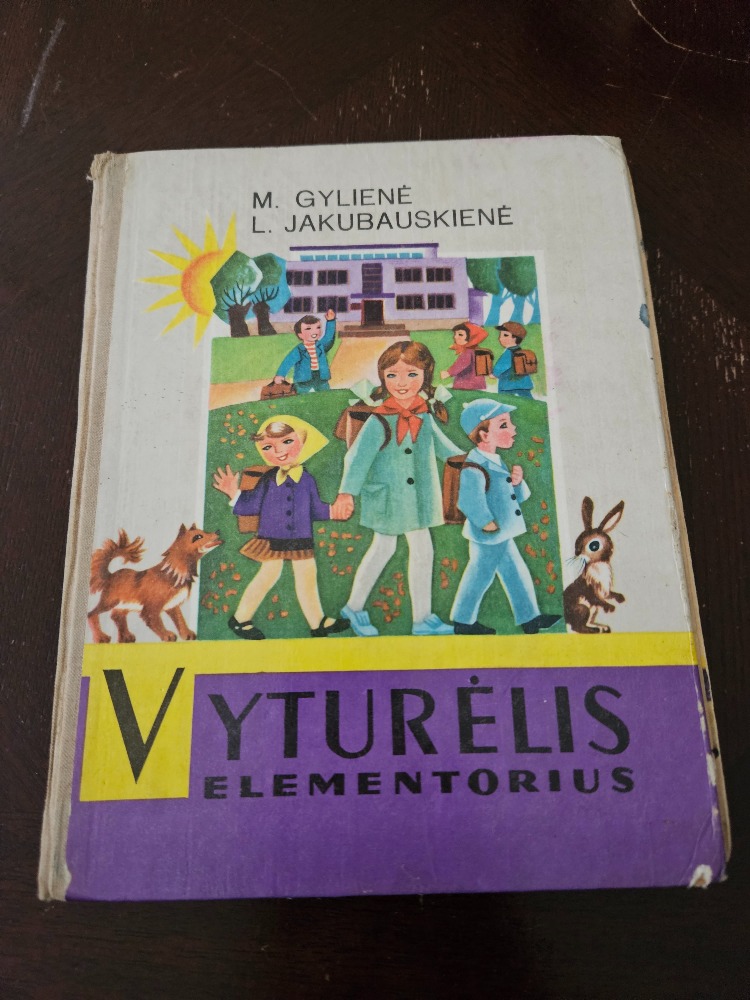 M. GYLIENĖ
L. JAKUBAUSKIENĖ
VYTURĖLIS
ELEMENTORIUS